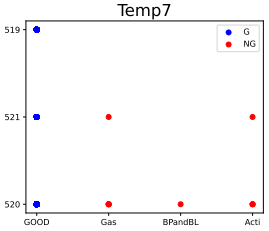 Temp7
G
NG
519
521
520
GOOD
Gas
BPandBL
Acti